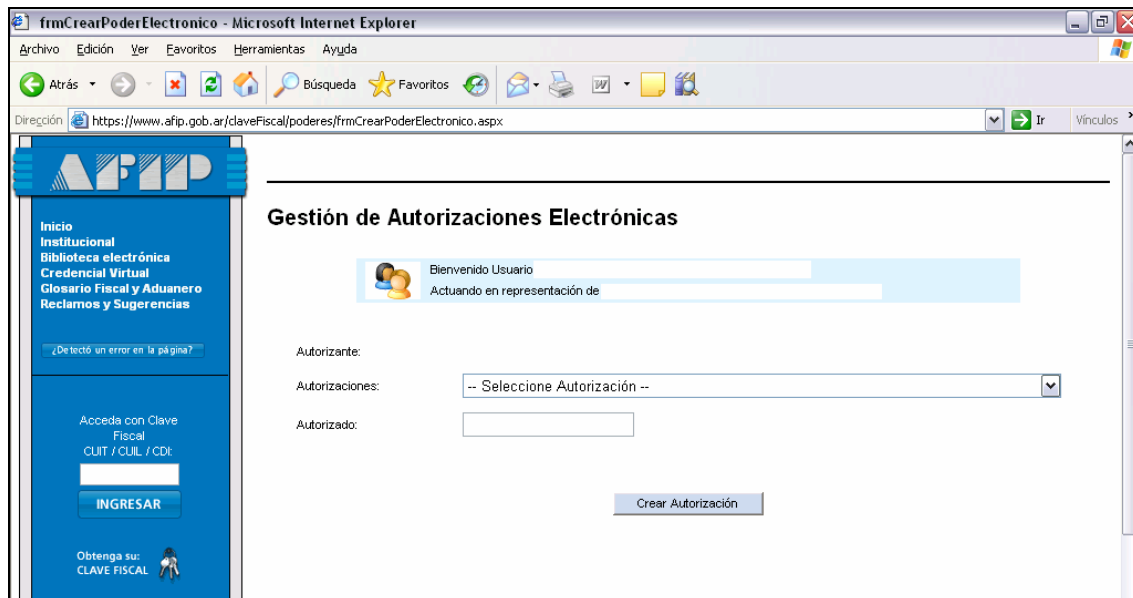 frmCrearPoderElectronico - Microsoft Internet Explorer
Archivo Edición Ver Favoritos Herramientas Ayuda
Atrás Búsqueda Favoritos
Dirección https://www.afip.gob.ar/claveFiscal/poderes/frmCrearPoderElectronico.aspx Ir Vínculos
AFIP
Inicio
Institucional
Biblioteca electrónica
Credencial Virtual
Glosario Fiscal y Aduanero
Reclamos y Sugerencias
¿Detectó un error en la página?
Acceda con Clave
Fiscal
CUIT / CUIL / CDI:
INGRESAR
Obtenga su:
CLAVE FISCAL
Gestión de Autorizaciones Electrónicas
Bienvenido Usuario
Actuando en representación de
Autorizante:
Autorizaciones: -- Seleccione Autorización --
Autorizado:
Crear Autorización